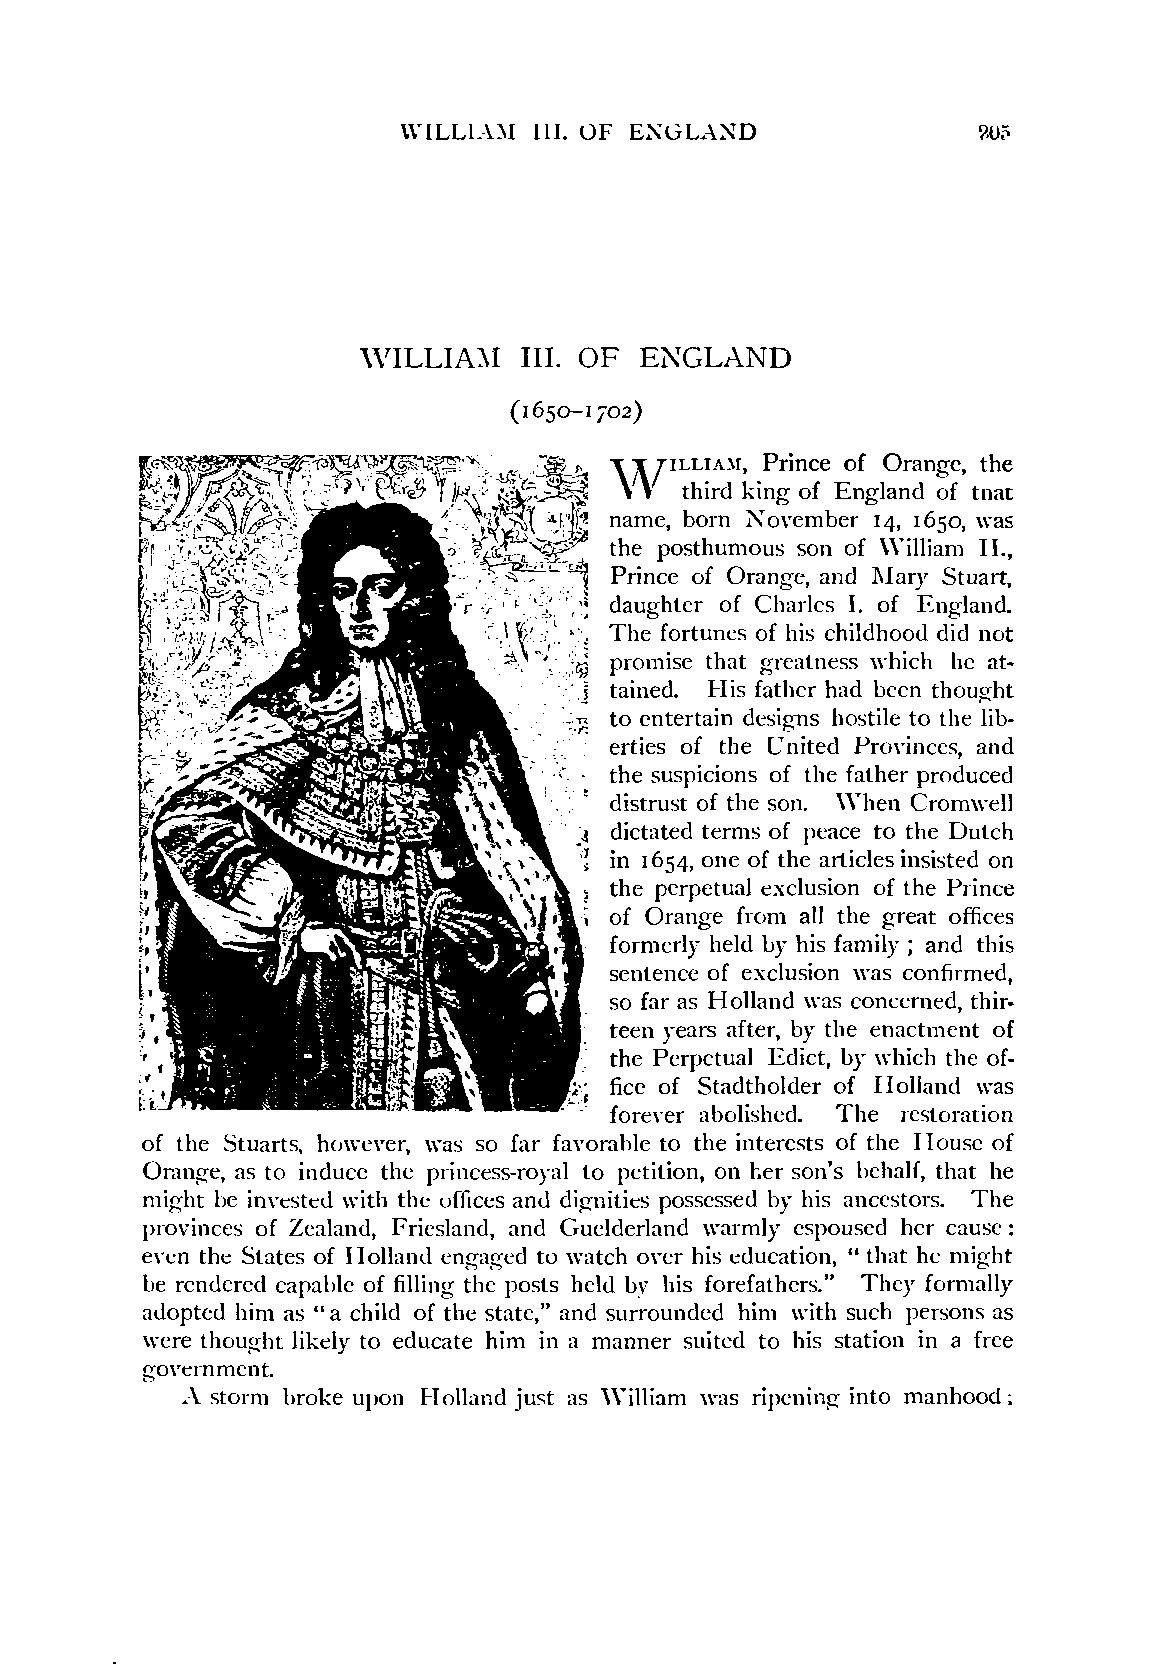 WILLIAM III. OF ENGLAND 205
WILLIAM III. OF ENGLAND
(1650–1702)
WILLIAM, Prince of Orange, the
third king of England of that
name, born November 14, 1650, was
the posthumous son of William II.,
Prince of Orange, and Mary Stuart,
daughter of Charles I. of England.
The fortunes of his childhood did not
promise that greatness which he at-
tained. His father had been thought
to entertain designs hostile to the lib-
erties of the United Provinces, and
the suspicions of the father produced
distrust of the son. When Cromwell
dictated terms of peace to the Dutch
in 1654, one of the articles insisted on
the perpetual exclusion of the Prince
of Orange from all the great offices
formerly held by his family ; and this
sentence of exclusion was confirmed,
so far as Holland was concerned, thir-
teen years after, by the enactment of
the Perpetual Edict, by which the of-
fice of Stadtholder of Holland was
forever abolished. The restoration
of the Stuarts, however, was so far favorable to the interests of the House of
Orange, as to induce the princess-royal to petition, on her son's behalf, that he
might be invested with the offices and dignities possessed by his ancestors. The
provinces of Zealand, Friesland, and Guelderland warmly espoused her cause :
even the States of Holland engaged to watch over his education, “ that he might
be rendered capable of filling the posts held by his forefathers.” They formally
adopted him as “ a child of the state,” and surrounded him with such persons as
were thought likely to educate him in a manner suited to his station in a free
government.
A storm broke upon Holland just as William was ripening into manhood ;